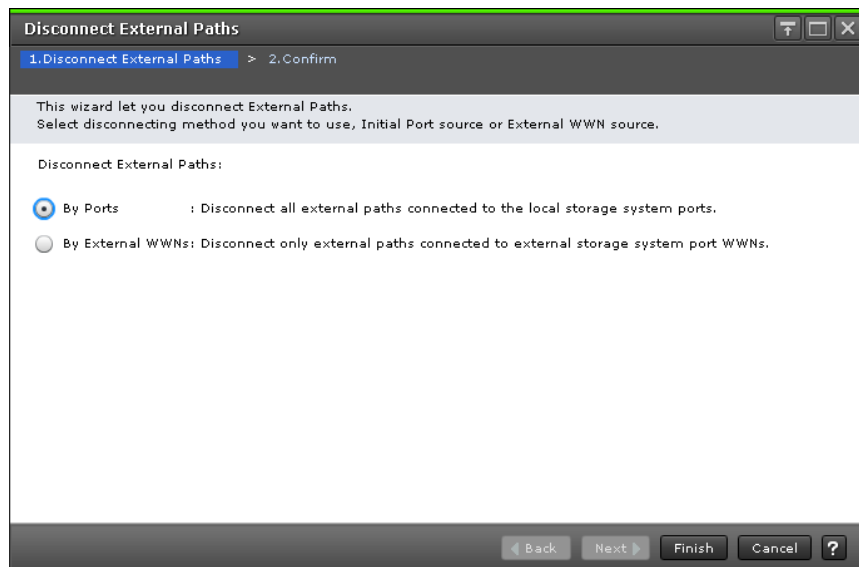 Disconnect External Paths
1.Disconnect External Paths > 2.Confirm
This wizard let you disconnect External Paths.
Select disconnecting method you want to use, Initial Port source or External WWN source.
Disconnect External Paths:
By Ports : Disconnect all external paths connected to the local storage system ports.
By External WWNs: Disconnect only external paths connected to external storage system port WWNs.
Back Next Finish Cancel ?